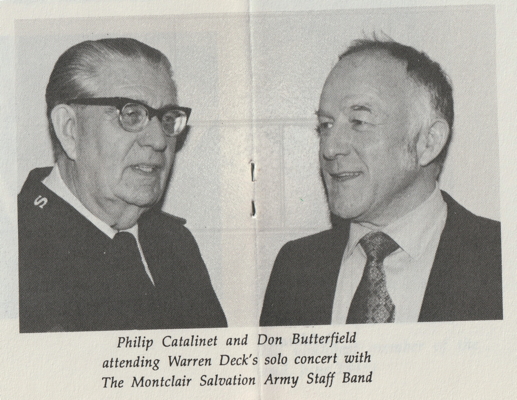 S
Philip Catalinet and Don Butterfield
attending Warren Deck's solo concert with
The Montclair Salvation Army Staff Band